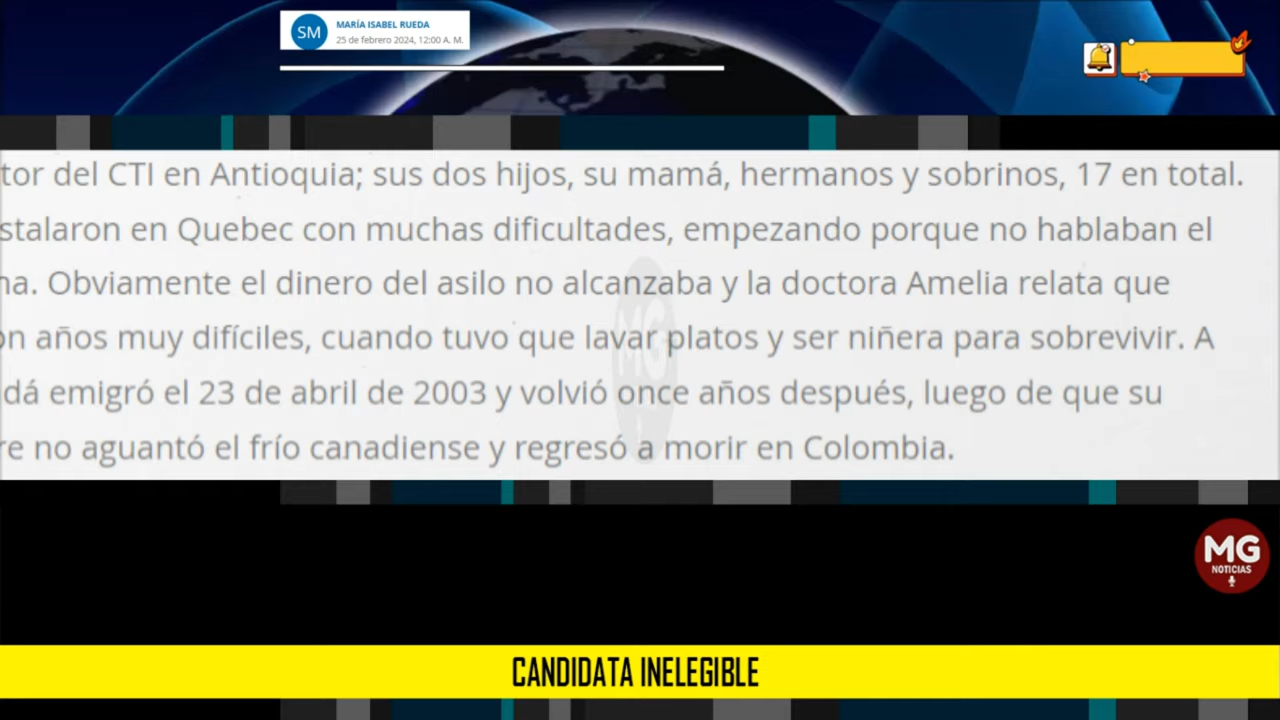 SM
MARÍA ISABEL RUEDA
25 de febrero 2024, 12:00 A. M.
tor del CTI en Antioquia; sus dos hijos, su mamá, hermanos y sobrinos, 17 en total.
stalaron en Quebec con muchas dificultades, empezando porque no hablaban el
na. Obviamente el dinero del asilo no alcanzaba y la doctora Amelia relata que
on años muy difíciles, cuando tuvo que lavar platos y ser niñera para sobrevivir. A
dá emigró el 23 de abril de 2003 y volvió once años después, luego de que su
re no aguantó el frío canadiense y regresó a morir en Colombia.
MG
NOTICIAS
CANDIDATA INELEGIBLE